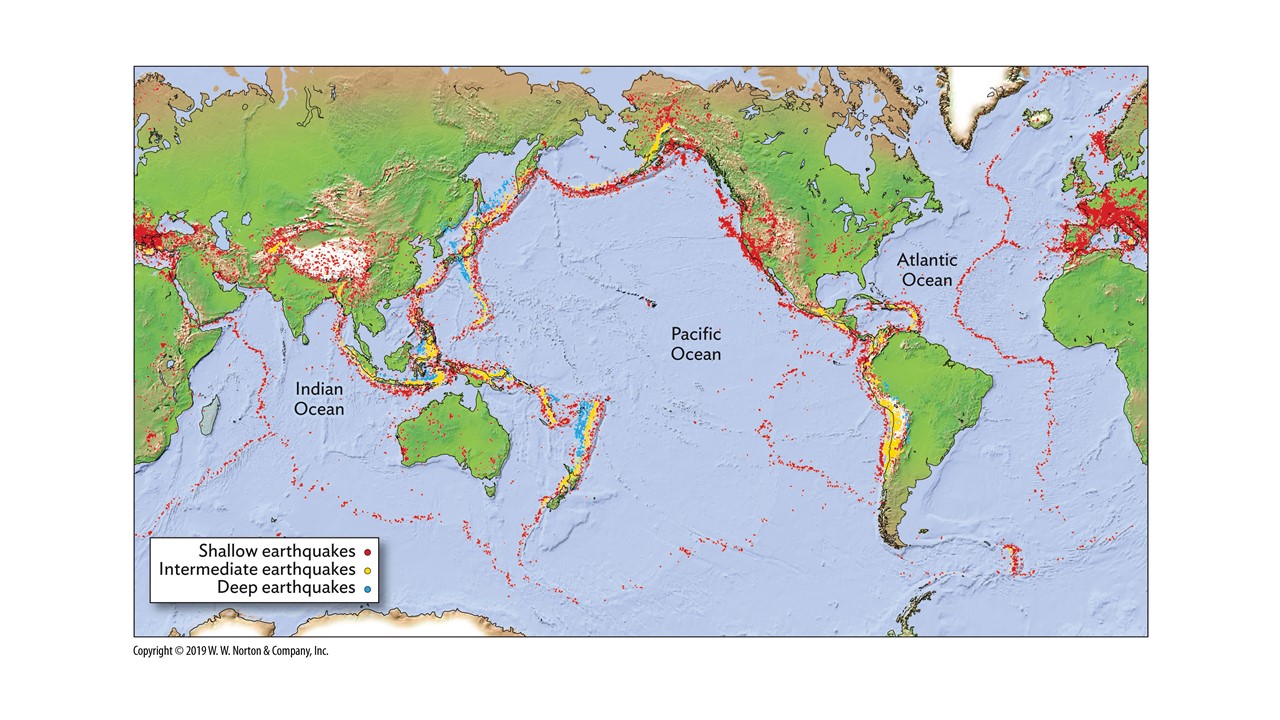 Atlantic
Ocean
Pacific
Ocean
Indian
Ocean
Shallow earthquakes
Intermediate earthquakes
Deep earthquakes
Copyright © 2019 W. W. Norton & Company, Inc.